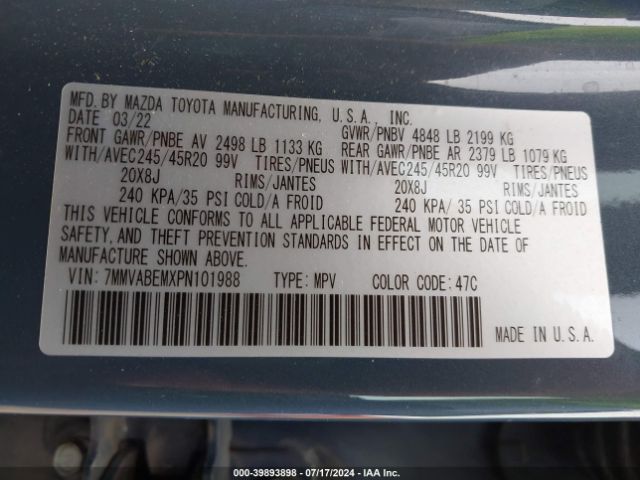 MFD. BY MAZDA TOYOTA MANUFACTURING, U.S.A., INC.
DATE 03/22 GVWR/PNBV 4848 LB 2199 KG
FRONT GAWR/PNBE AV 2498 LB 1133 KG REAR GAWR/PNBE AR 2379 LB 1079 KG
WITH/AVEC245/45R20 99V TIRES/PNEUS WITH/AVEC245/45R20 99V TIRES/PNEUS
20X8J RIMS/JANTES 20X8J RIMS/JANTES
240 KPA/35 PSI COLD/A FROID 240 KPA/ 35 PSI COLD/A FROID
THIS VEHICLE CONFORMS TO ALL APPLICABLE FEDERAL MOTOR VEHICLE
SAFETY, AND THEFT PREVENTION STANDARDS IN EFFECT ON THE DATE OF
MANUFACTURE SHOWN ABOVE.
VIN: 7MMVABEMXPN101988 TYPE: MPV COLOR CODE: 47C
MADE IN U.S.A.
000-39893898 - 07/17/2024 - IAA Inc.